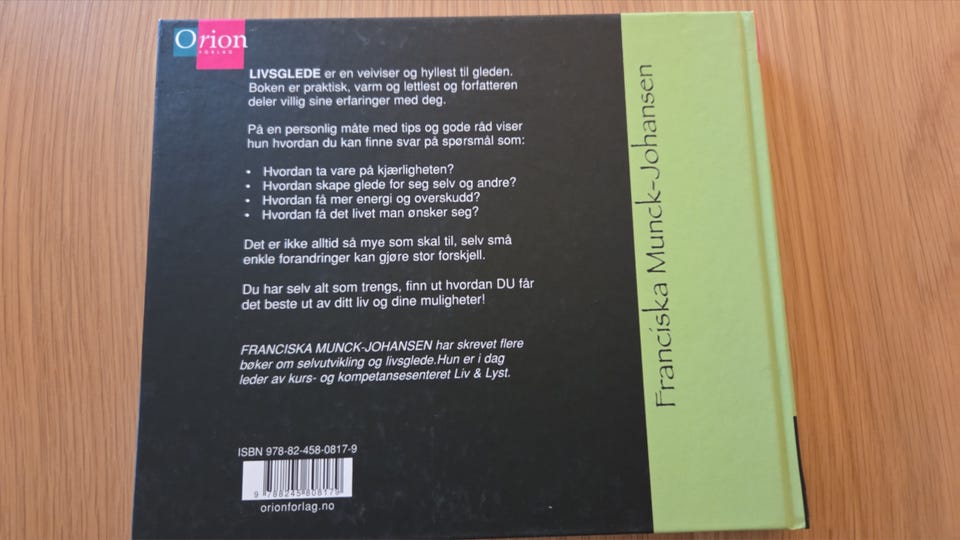 Orion
FORLAG
LIVSGLEDE er en veiviser og hyllest til gleden.
Boken er praktisk, varm og lettlest og forfatteren
deler villig sine erfaringer med deg.
På en personlig måte med tips og gode råd viser
hun hvordan du kan finne svar på spørsmål som:
• Hvordan ta vare på kjærligheten?
• Hvordan skape glede for seg selv og andre?
• Hvordan få mer energi og overskudd?
• Hvordan få det livet man ønsker seg?
Det er ikke alltid så mye som skal til, selv små
enkle forandringer kan gjøre stor forskjell.
Du har selv alt som trengs, finn ut hvordan DU får
det beste ut av ditt liv og dine muligheter!
FRANCISKA MUNCK-JOHANSEN har skrevet flere
bøker om selvutvikling og livsglede.Hun er i dag
leder av kurs- og kompetansesenteret Liv & Lyst.
ISBN 978-82-458-0817-9
9 788245 808179
orionforlag.no
Franciska Munck-Johansen